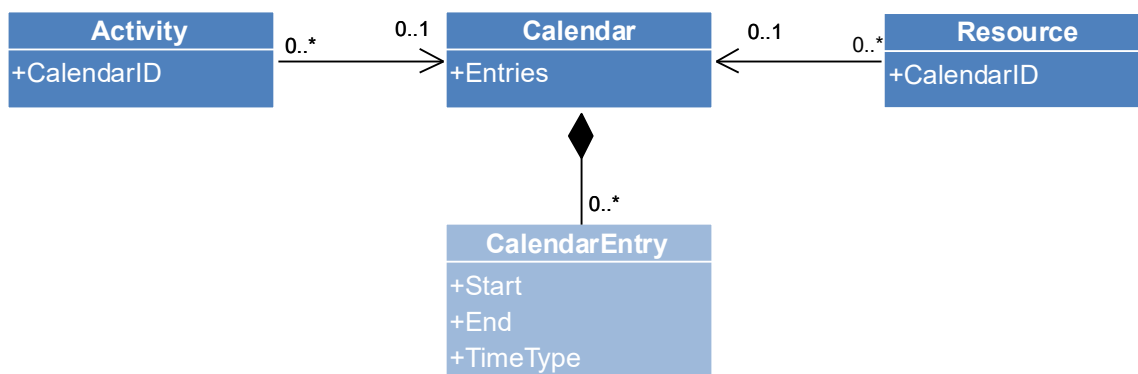 Activity
+CalendarID
0..*
0..1
Calendar
+Entries
0..1
0..*
Resource
+CalendarID
0..*
CalendarEntry
+Start
+End
+TimeType